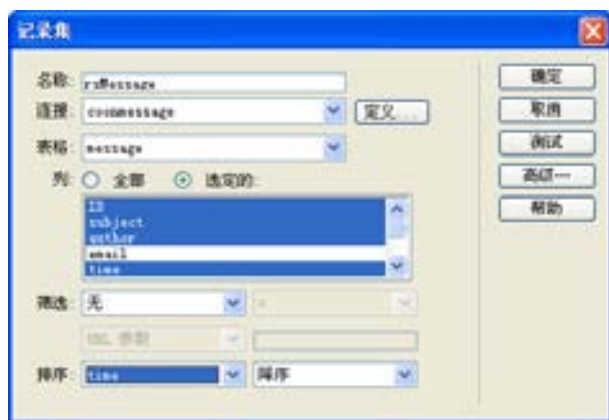 记录集
名称: rsMessage
确定
连接: connmessage
定义...
取消
表格: message
测试
列: 全部 选定的:
高级...
ID
subject
author
email
time
帮助
筛选: 无 =
URL 参数
排序: time 降序